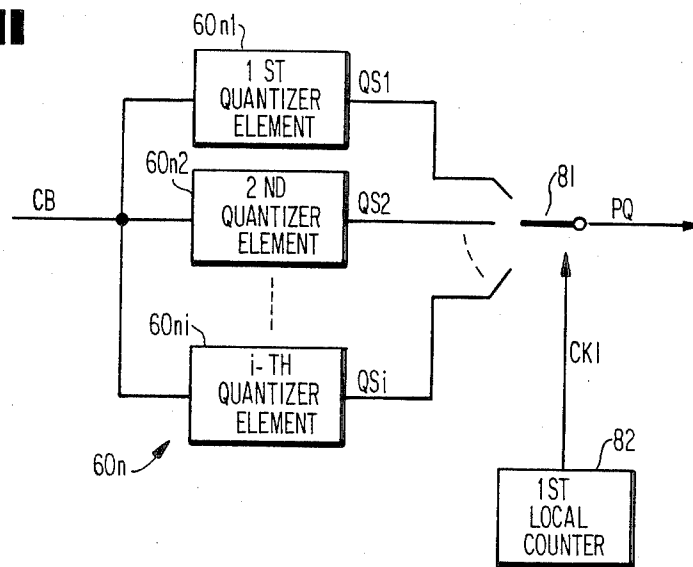 60n1
1 ST
QUANTIZER
ELEMENT
QS1
60n2
2 ND
QUANTIZER
ELEMENT
QS2
CB
81
PQ
60ni
i-TH
QUANTIZER
ELEMENT
QSi
CK1
60n
82
1ST
LOCAL
COUNTER